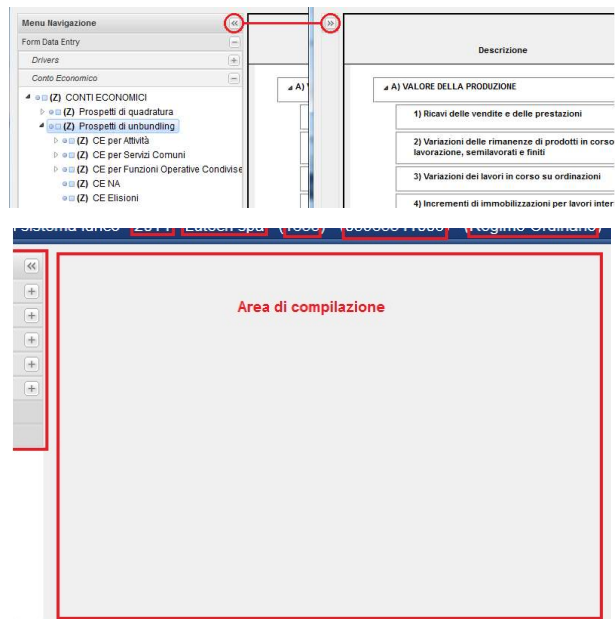 Menu Navigazione
Form Data Entry
Drivers
Conto Economico
(Z) CONTI ECONOMICI
(Z) Prospetti di quadratura
(Z) Prospetti di unbundling
(Z) CE per Attività
(Z) CE per Servizi Comuni
(Z) CE per Funzioni Operative Condivise
(Z) CE NA
(Z) CE Elisioni
A)
Descrizione
A) VALORE DELLA PRODUZIONE
1) Ricavi delle vendite e delle prestazioni
2) Variazioni delle rimanenze di prodotti in corso
lavorazione, semilavorati e finiti
3) Variazioni dei lavori in corso su ordinazioni
4) Incrementi di immobilizzazioni per lavori inter
Area di compilazione